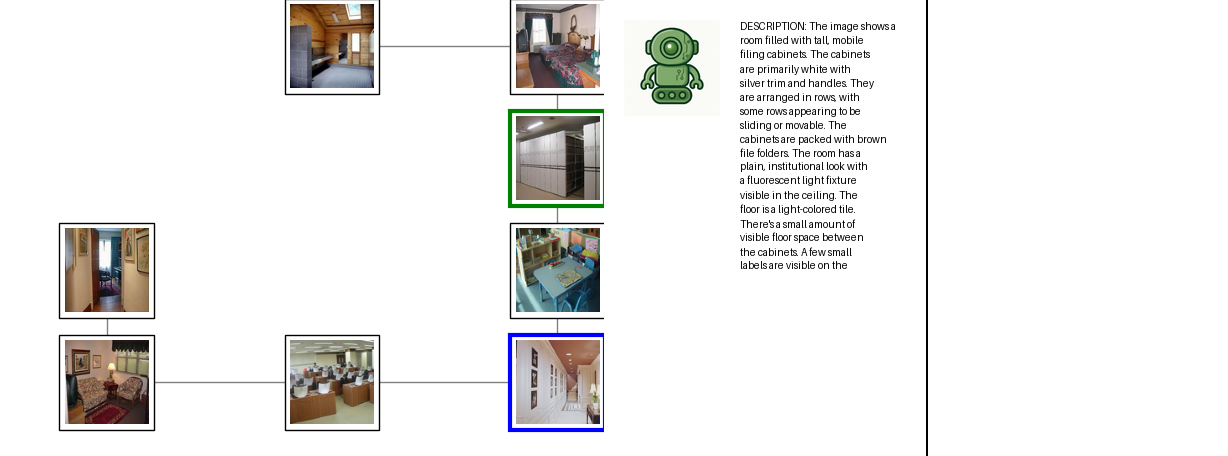 DESCRIPTION: The image shows a
room filled with tall, mobile
filing cabinets. The cabinets
are primarily white with
silver trim and handles. They
are arranged in rows, with
some rows appearing to be
sliding or movable. The
cabinets are packed with brown
file folders. The room has a
plain, institutional look with
a fluorescent light fixture
visible in the ceiling. The
floor is a light-colored tile.
There's a small amount of
visible floor space between
the cabinets. A few small
labels are visible on the